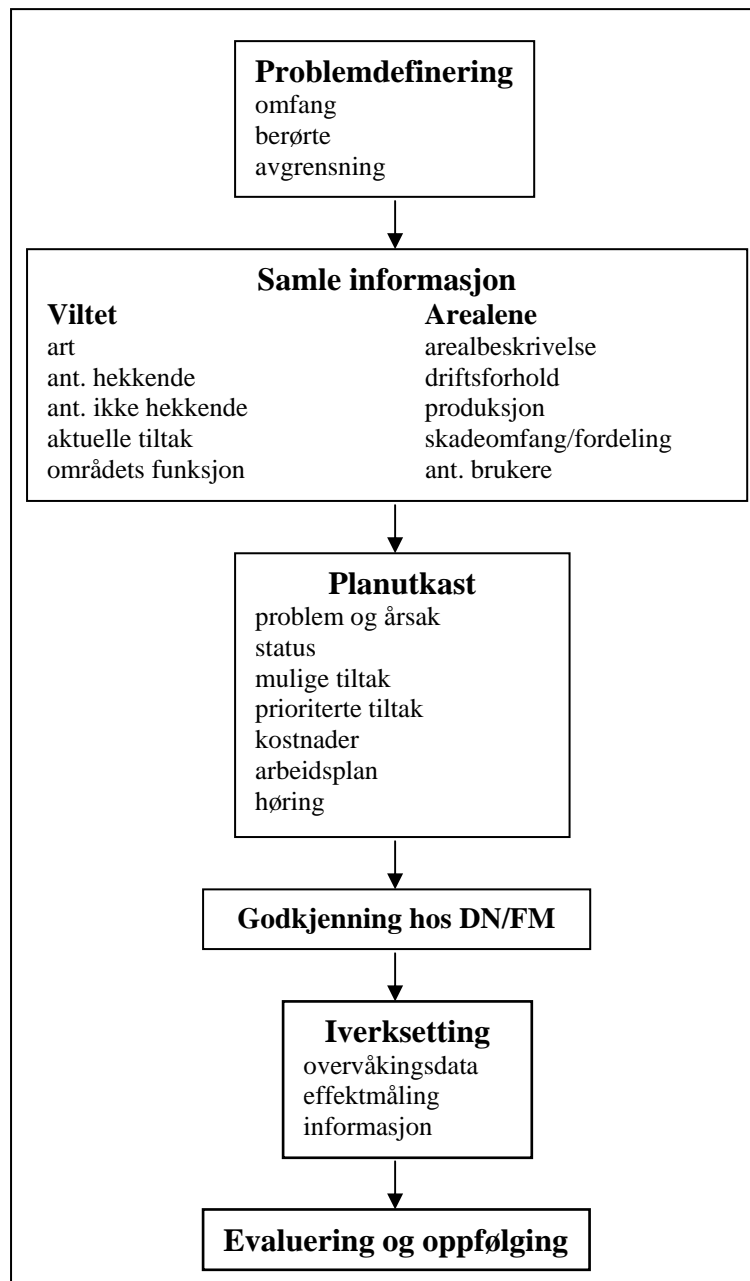 Problemdefinering
omfang
berørte
avgrensning
Samle informasjon
Viltet
art
ant. hekkende
ant. ikke hekkende
aktuelle tiltak
områdets funksjon
Arealene
arealbeskrivelse
driftsforhold
produksjon
skadeomfang/fordeling
ant. brukere
Planutkast
problem og årsak
status
mulige tiltak
prioriterte tiltak
kostnader
arbeidsplan
høring
Godkjenning hos DN/FM
Iverksetting
overvåkingsdata
effektmåling
informasjon
Evaluering og oppfølging